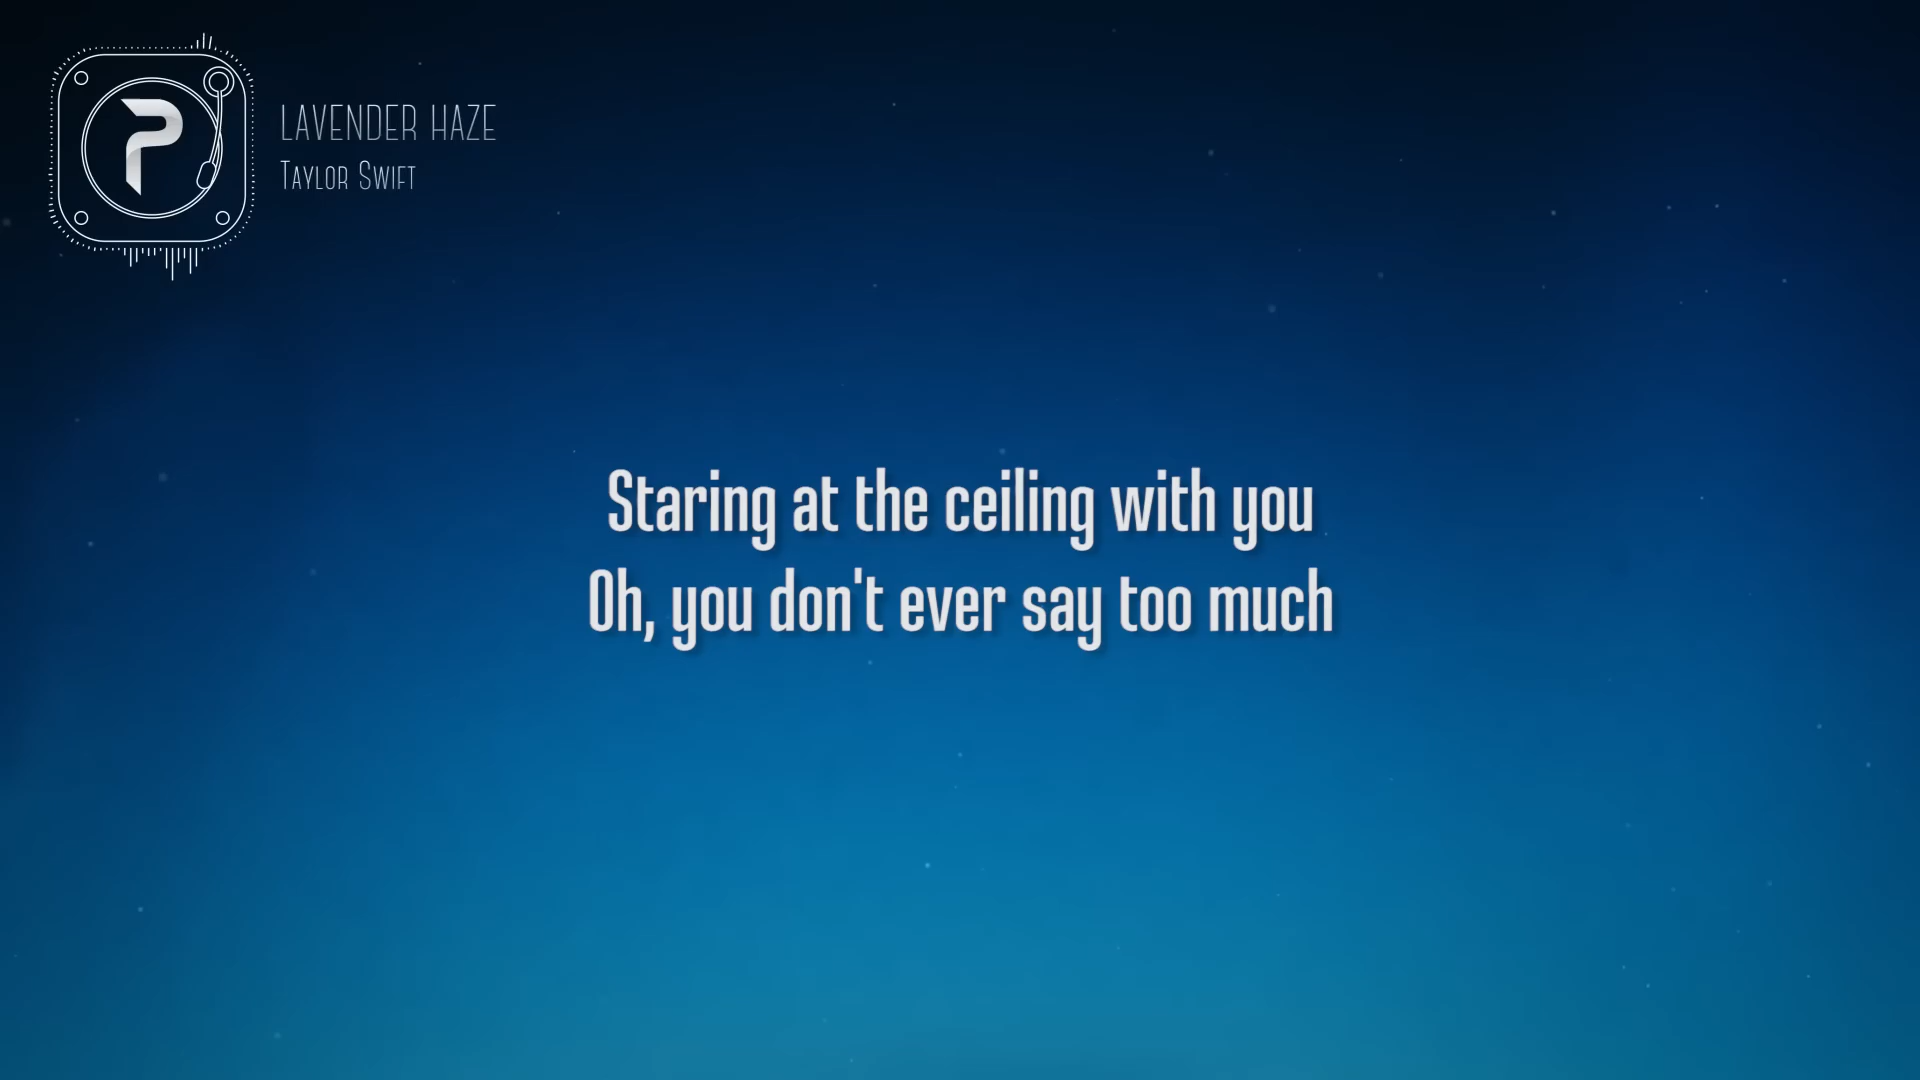 P
LAVENDER HAZE
Taylor Swift
Staring at the ceiling with you
Oh, you don't ever say too much